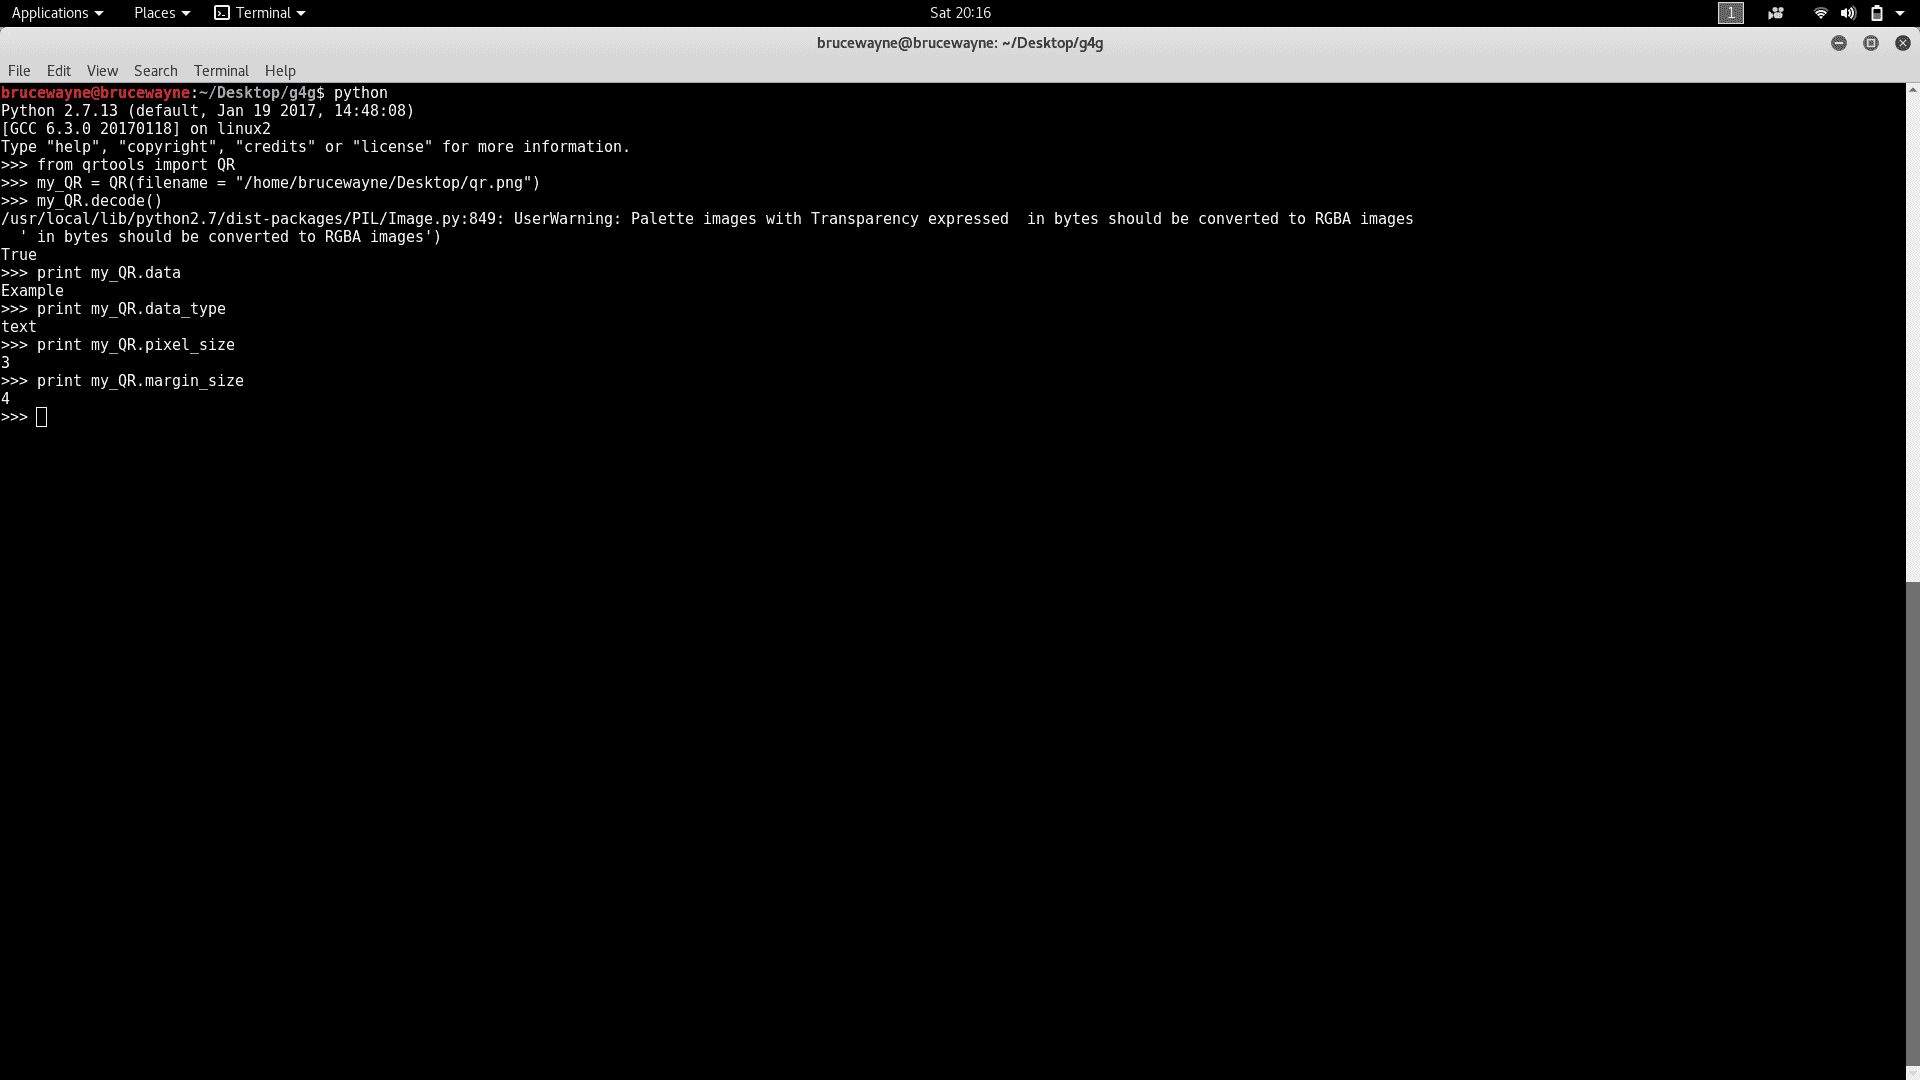 Applications Places Terminal Sat 20:16 1
brucewayne@brucewayne: ~/Desktop/g4g
File Edit View Search Terminal Help
brucewayne@brucewayne:~/Desktop/g4g$ python
Python 2.7.13 (default, Jan 19 2017, 14:48:08)
[GCC 6.3.0 20170118] on linux2
Type "help", "copyright", "credits" or "license" for more information.
>>> from qrtools import QR
>>> my_QR = QR(filename = "/home/brucewayne/Desktop/qr.png")
>>> my_QR.decode()
/usr/local/lib/python2.7/dist-packages/PIL/Image.py:849: UserWarning: Palette images with Transparency expressed  in bytes should be converted to RGBA images
  ' in bytes should be converted to RGBA images')
True
>>> print my_QR.data
Example
>>> print my_QR.data_type
text
>>> print my_QR.pixel_size
3
>>> print my_QR.margin_size
4
>>>